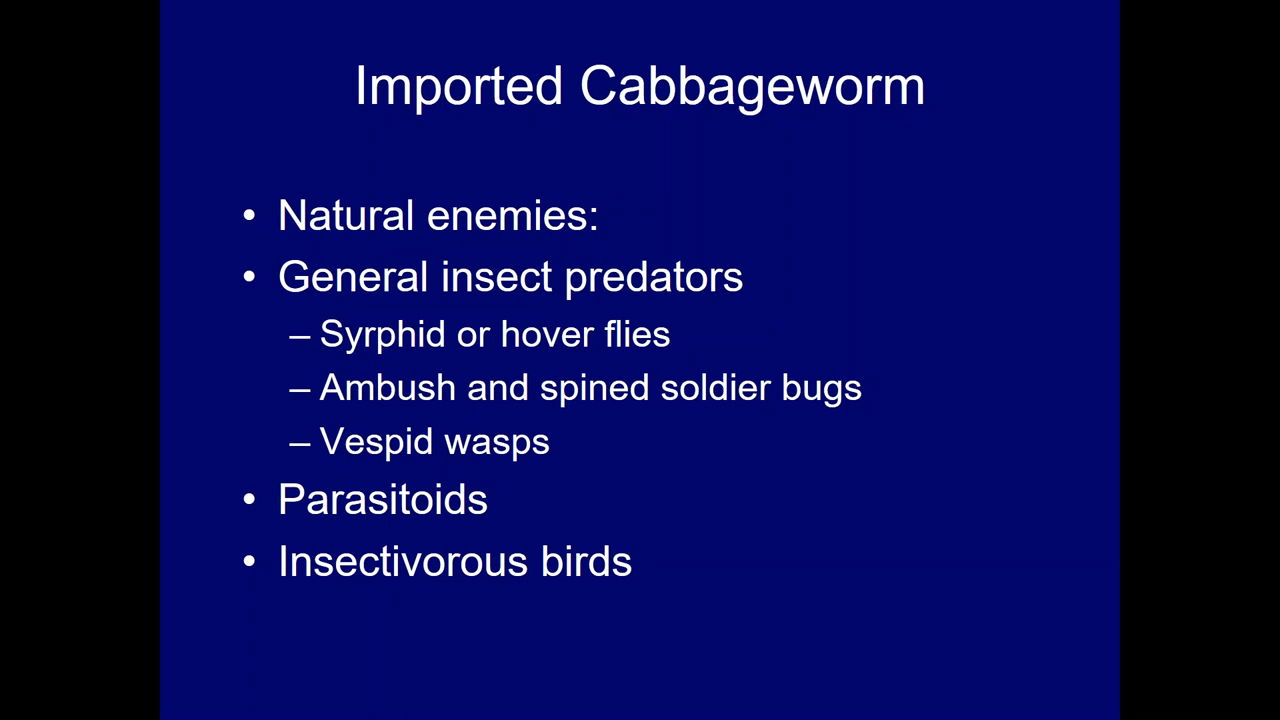 Imported Cabbageworm
• Natural enemies:
• General insect predators
– Syrphid or hover flies
– Ambush and spined soldier bugs
– Vespid wasps
• Parasitoids
• Insectivorous birds